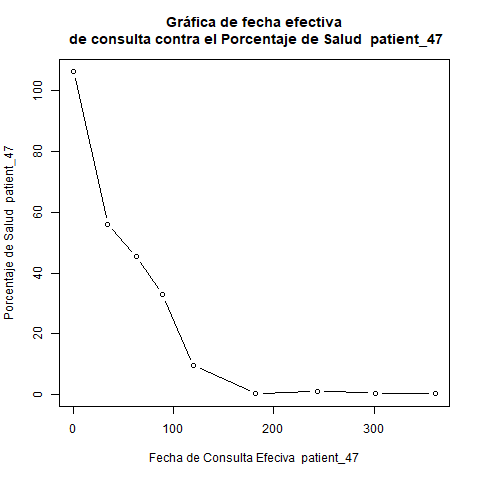 Gráfica de fecha efectiva
de consulta contra el Porcentaje de Salud  patient_47
Porcentaje de Salud  patient_47
100
80
60
40
20
0
0 100 200 300
Fecha de Consulta Efeciva  patient_47